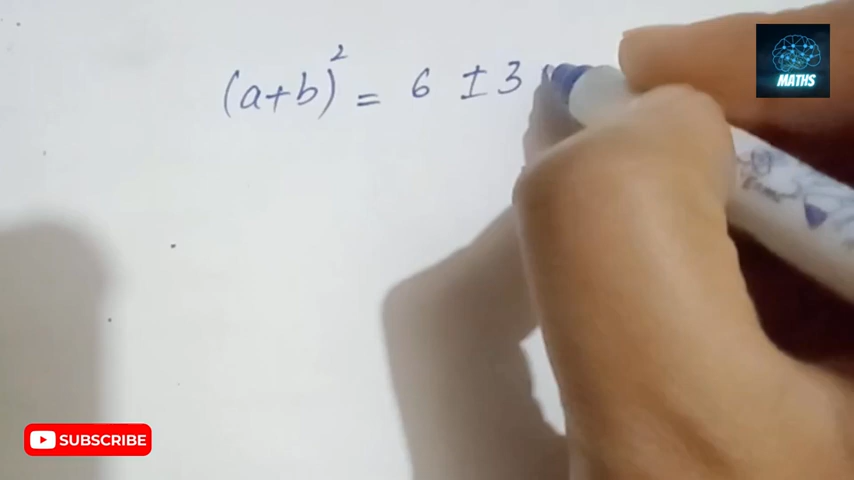 (a+b)² = 6 ±3
MATHS
SUBSCRIBE